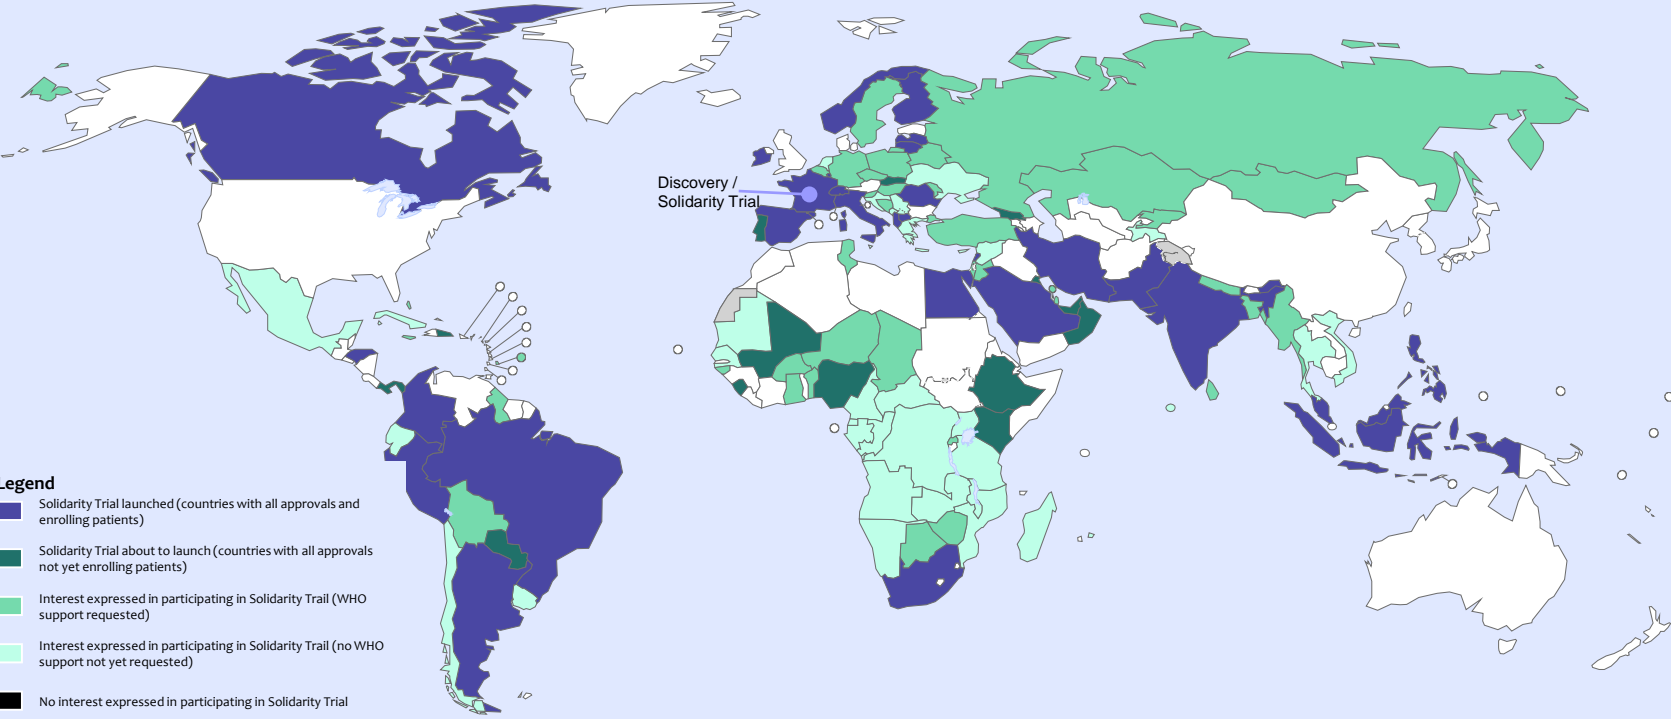 Discovery /
Solidarity Trial
Legend
Solidarity Trial launched (countries with all approvals and
enrolling patients)
Solidarity Trial about to launch (countries with all approvals
not yet enrolling patients)
Interest expressed in participating in Solidarity Trail (WHO
support requested)
Interest expressed in participating in Solidarity Trail (no WHO
support not yet requested)
No interest expressed in participating in Solidarity Trial